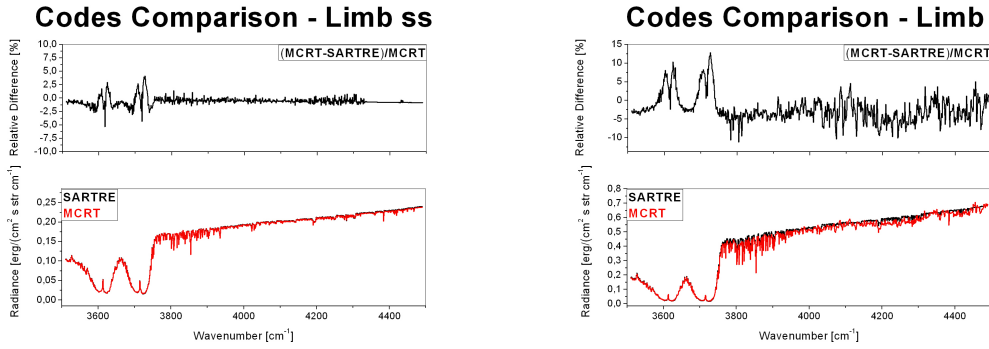 Codes Comparison - Limb ss
Relative Difference [%]
10,0
7,5
5,0
2,5
0,0
-2,5
-5,0
-7,5
-10,0
(MCRT-SARTRE)/MCRT
Radiance [erg/(cm² s str cm⁻¹)]
0,25
0,20
0,15
0,10
0,05
0,00
SARTRE
MCRT
3600 3800 4000 4200 4400
Wavenumber [cm⁻¹]
Codes Comparison - Limb
Relative Difference [%]
15
10
5
0
-5
-10
(MCRT-SARTRE)/MCRT
Radiance [erg/(cm² s str cm⁻¹)]
0,8
0,7
0,6
0,5
0,4
0,3
0,2
0,1
0,0
SARTRE
MCRT
3600 3800 4000 4200 4400
Wavenumber [cm⁻¹]